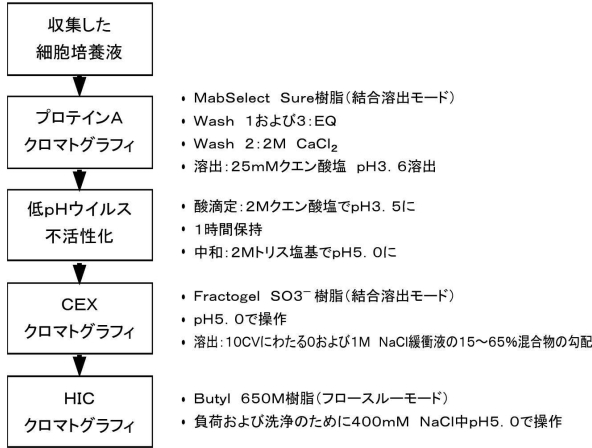 収集した
細胞培養液
プロテインA
クロマトグラフィ
• MabSelect Sure樹脂（結合溶出モード）
• Wash 1および3：EQ
• Wash 2：2M CaCl₂
• 溶出：25mMクエン酸塩 pH3．6溶出
低pHウイルス
不活性化
• 酸滴定：2Mクエン酸塩でpH3．5に
• 1時間保持
• 中和：2Mトリス塩基でpH5．0に
CEX
クロマトグラフィ
• Fractogel SO3⁻樹脂（結合溶出モード）
• pH5．0で操作
• 溶出：10CVにわたる0および1M NaCl緩衝液の15～65%混合物の勾配
HIC
クロマトグラフィ
• Butyl 650M樹脂（フロースルーモード）
• 負荷および洗浄のために400mM NaCl中pH5．0で操作